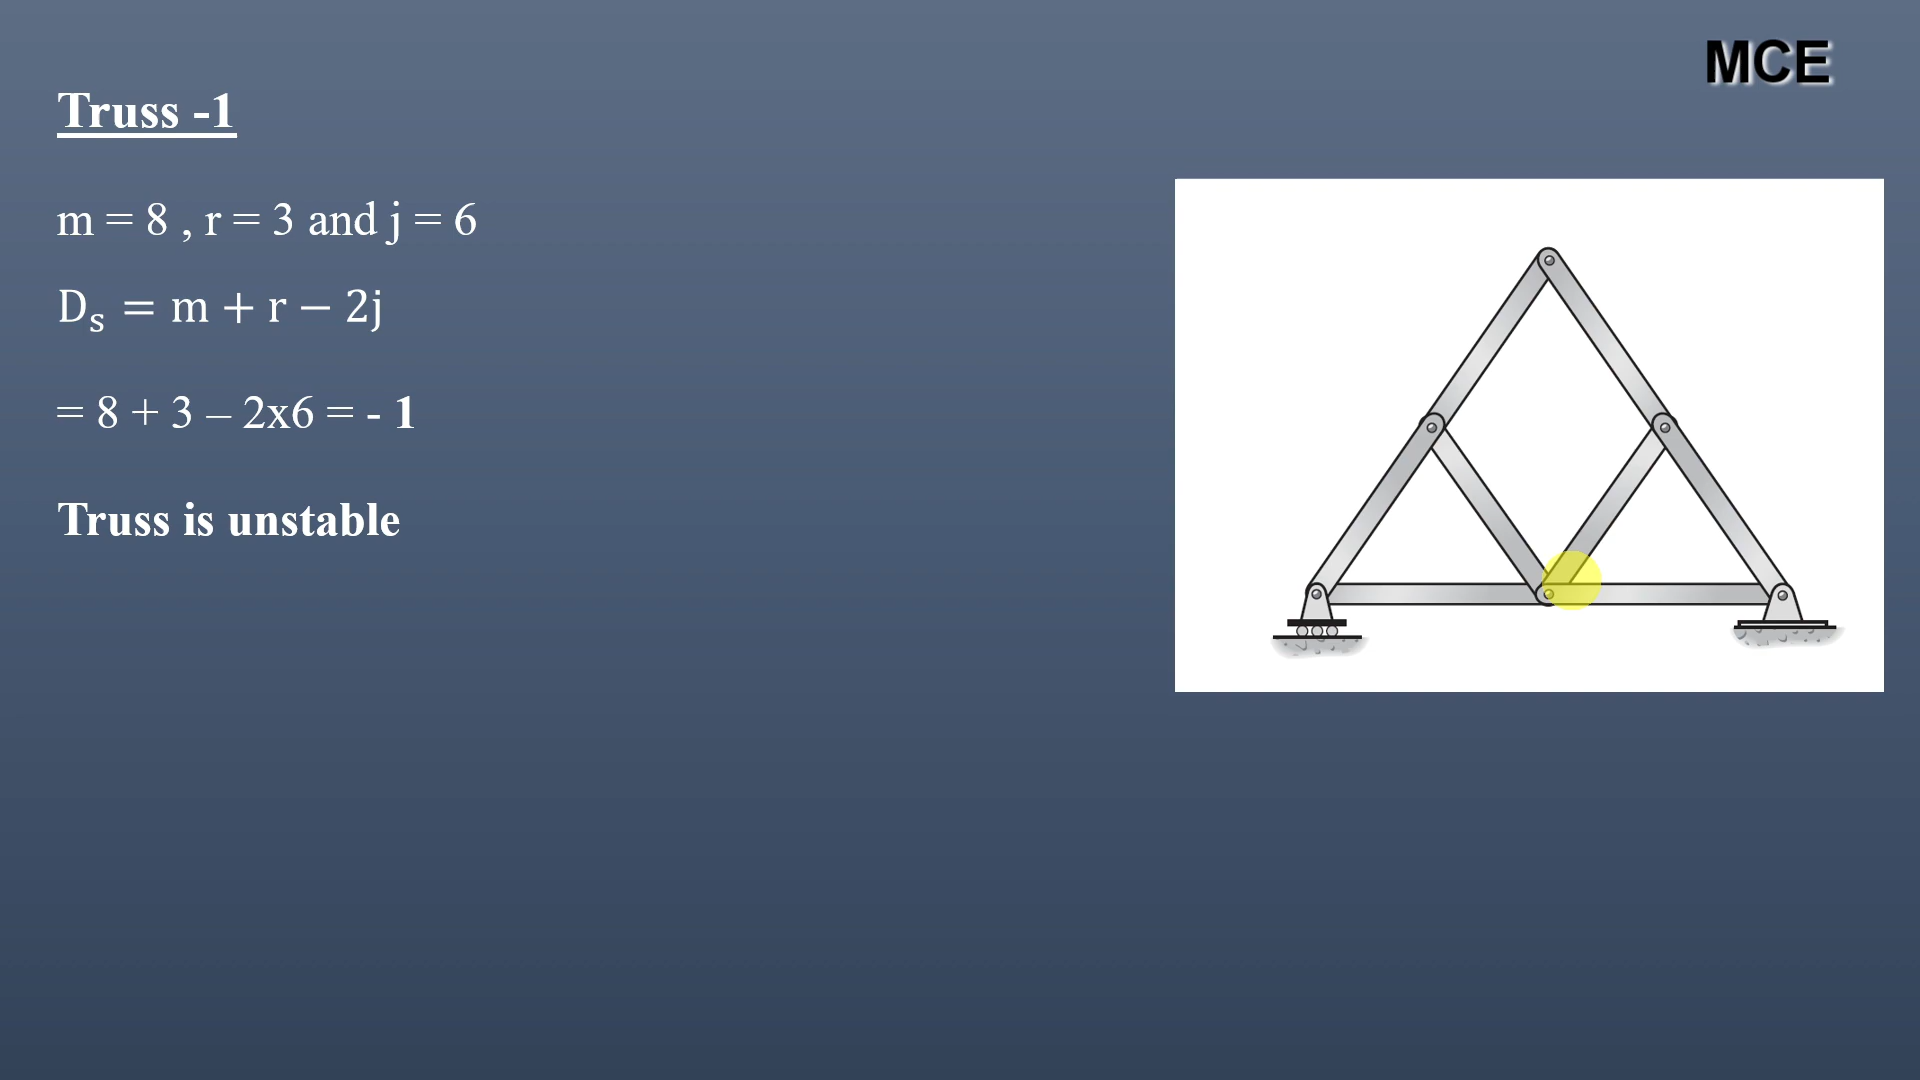 MCE
Truss -1
m = 8 , r = 3 and j = 6
Dₛ = m + r − 2j
= 8 + 3 – 2x6 = - 1
Truss is unstable